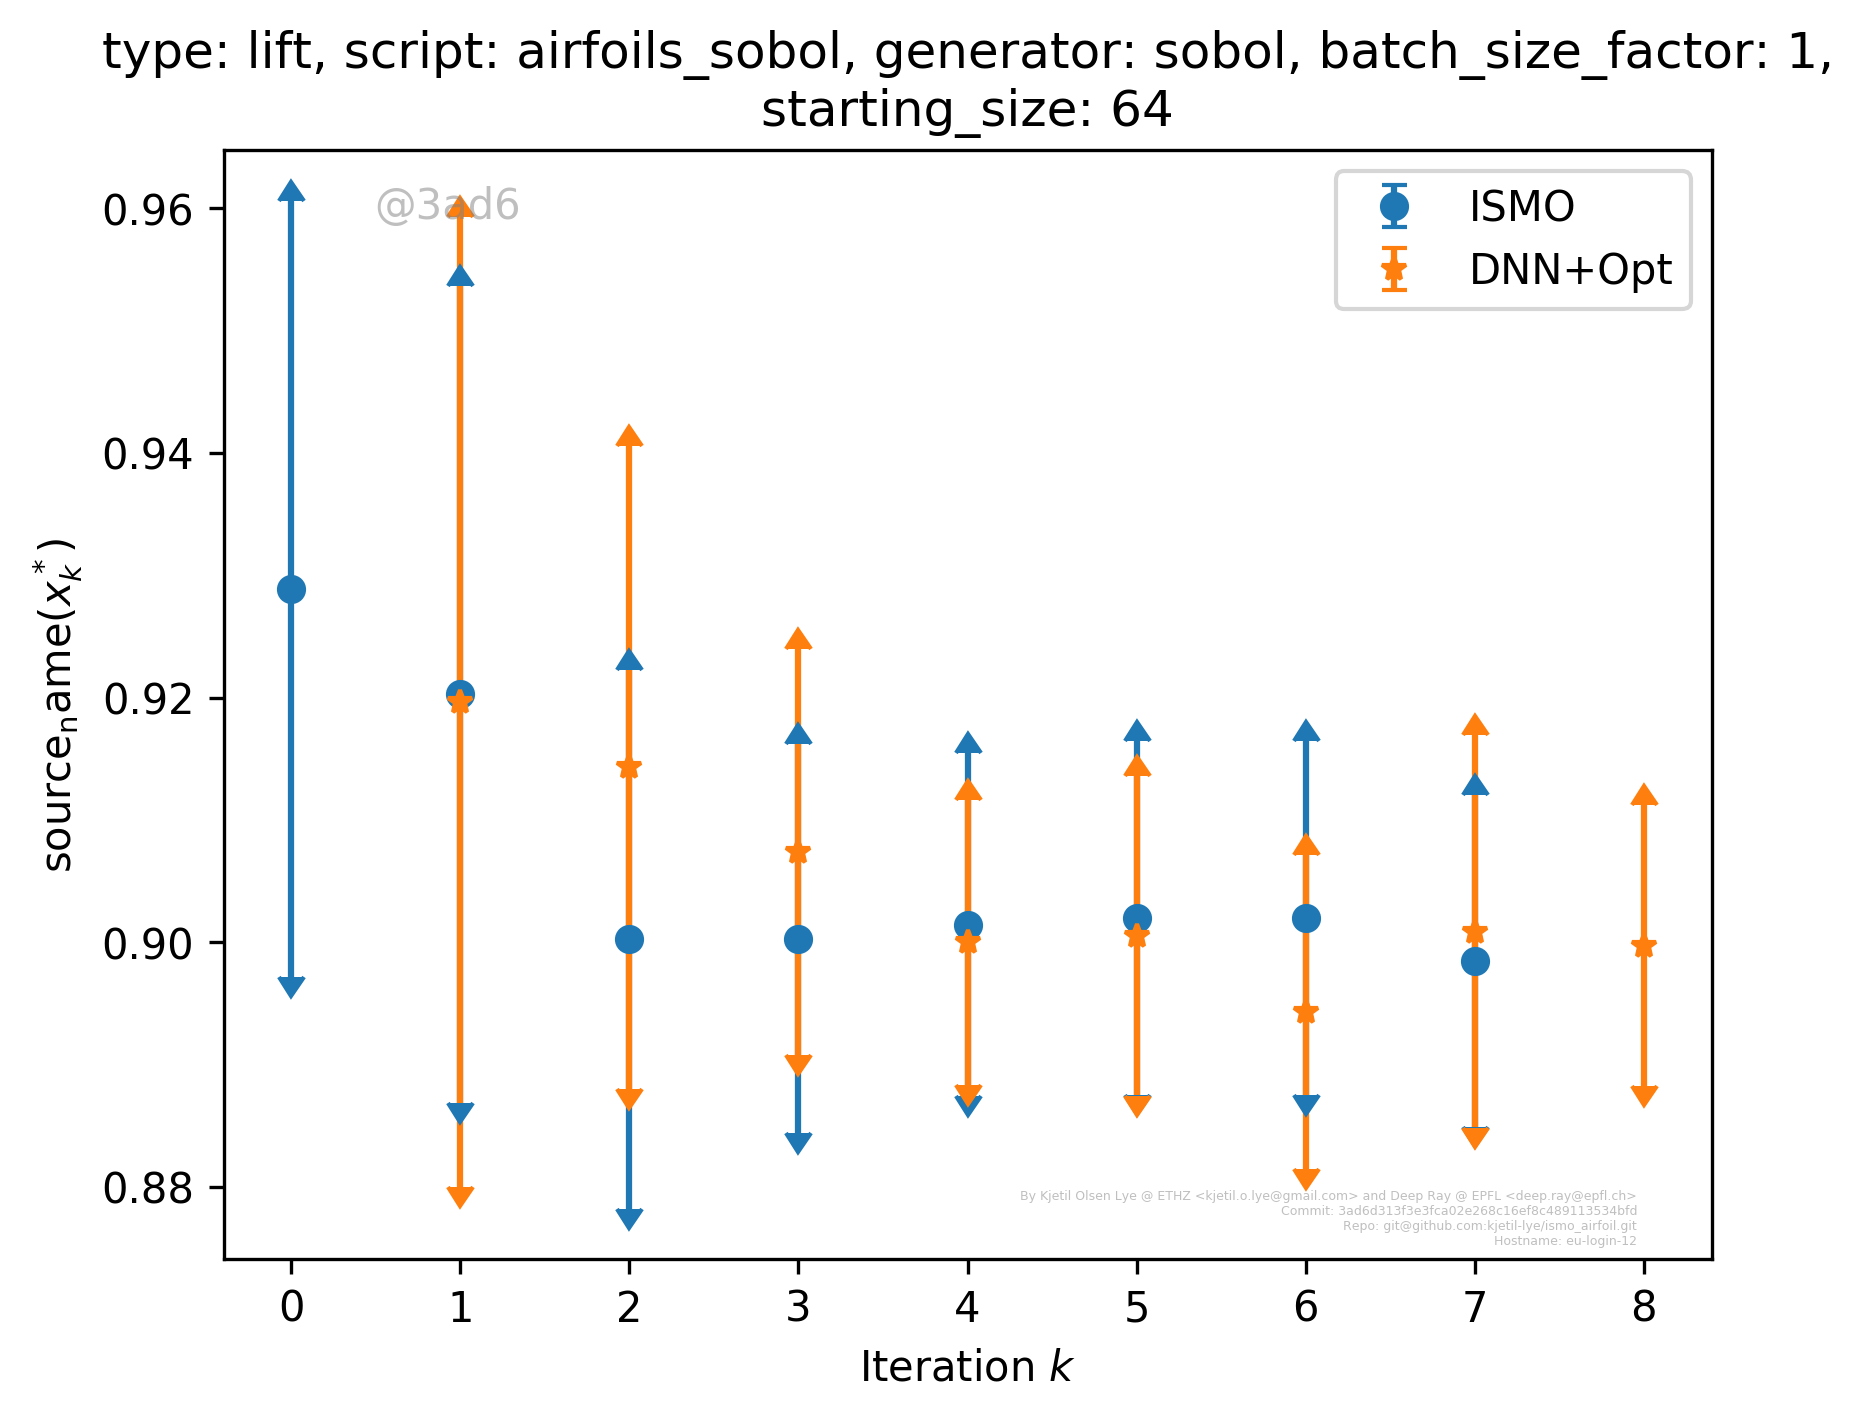 type: lift, script: airfoils_sobol, generator: sobol, batch_size_factor: 1,
starting_size: 64
@3ad6
ISMO
DNN+Opt
0.96
0.94
0.92
0.90
0.88
source_name(x_k^*)
By Kjetil Olsen Lye @ ETHZ <kjetil.o.lye@gmail.com> and Deep Ray @ EPFL <deep.ray@epfl.ch>
Commit: 3ad6d313f3e3fca02e268c16ef8c489113534bfd
Repo: git@github.com:kjetil-lye/ismo_airfoil.git
Hostname: eu-login-12
0 1 2 3 4 5 6 7 8
Iteration k